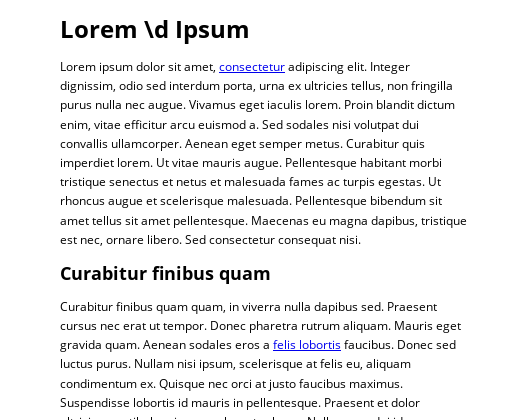 Lorem \d Ipsum
Lorem ipsum dolor sit amet, consectetur adipiscing elit. Integer
dignissim, odio sed interdum porta, urna ex ultricies tellus, non fringilla
purus nulla nec augue. Vivamus eget iaculis lorem. Proin blandit dictum
enim, vitae efficitur arcu euismod a. Sed sodales nisi volutpat dui
convallis ullamcorper. Aenean eget semper metus. Curabitur quis
imperdiet lorem. Ut vitae mauris augue. Pellentesque habitant morbi
tristique senectus et netus et malesuada fames ac turpis egestas. Ut
rhoncus augue et scelerisque malesuada. Pellentesque bibendum sit
amet tellus sit amet pellentesque. Maecenas eu magna dapibus, tristique
est nec, ornare libero. Sed consectetur consequat nisi.
Curabitur finibus quam
Curabitur finibus quam quam, in viverra nulla dapibus sed. Praesent
cursus nec erat ut tempor. Donec pharetra rutrum aliquam. Mauris eget
gravida quam. Aenean sodales eros a felis lobortis faucibus. Donec sed
luctus purus. Nullam nisi ipsum, scelerisque at felis eu, aliquam
condimentum ex. Quisque nec orci at justo faucibus maximus.
Suspendisse lobortis id mauris in pellentesque. Praesent et dolor